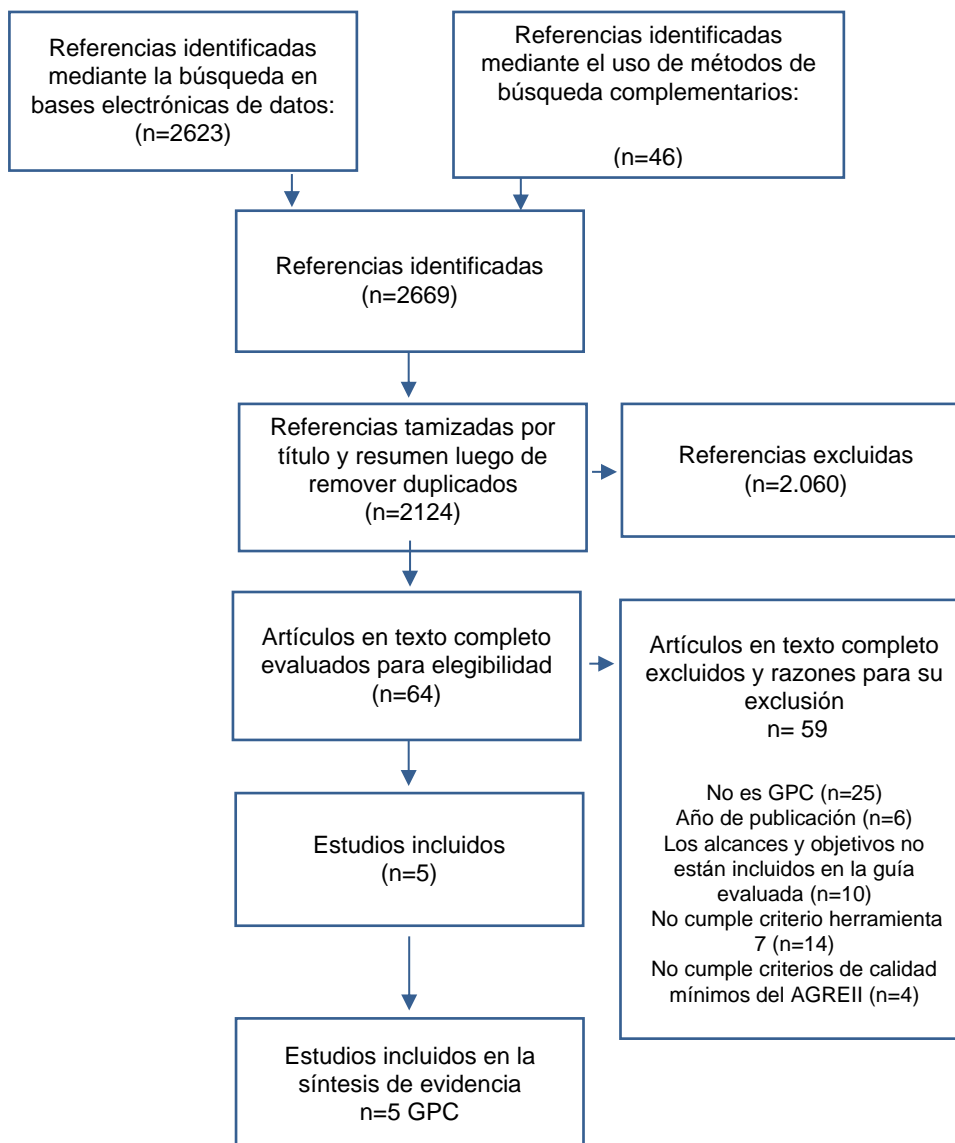 Referencias identificadas
mediante la búsqueda en
bases electrónicas de datos:
(n=2623)
Referencias identificadas
mediante el uso de métodos de
búsqueda complementarios:
(n=46)
Referencias identificadas
(n=2669)
Referencias tamizadas por
título y resumen luego de
remover duplicados
(n=2124)
Referencias excluidas
(n=2.060)
Artículos en texto completo
evaluados para elegibilidad
(n=64)
Artículos en texto completo
excluidos y razones para su
exclusión
n= 59
No es GPC (n=25)
Año de publicación (n=6)
Los alcances y objetivos no
están incluidos en la guía
evaluada (n=10)
No cumple criterio herramienta
7 (n=14)
No cumple criterios de calidad
mínimos del AGREII (n=4)
Estudios incluidos
(n=5)
Estudios incluidos en la
síntesis de evidencia
n=5 GPC